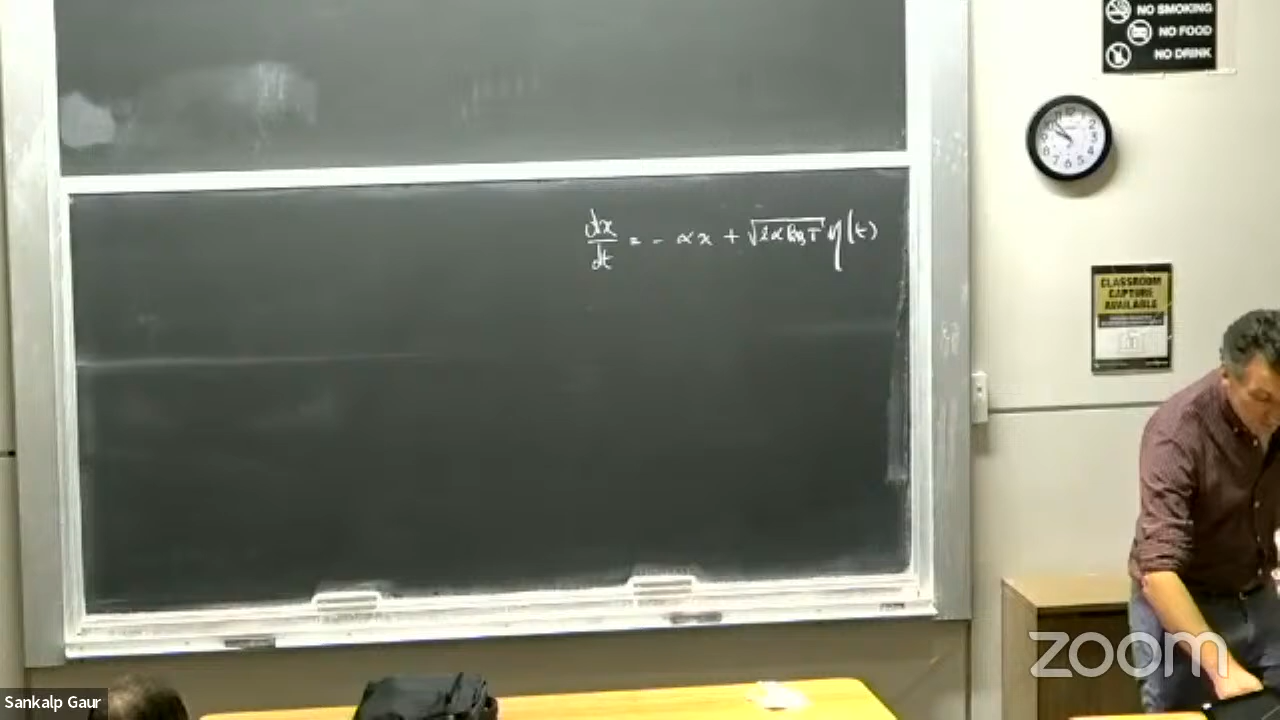 NO SMOKING
NO FOOD
NO DRINK
dx/dt = - αx + √(2αk_BT) η(t)
CLASSROOM
CAPTURE
AVAILABLE
zoom
Sankalp Gaur